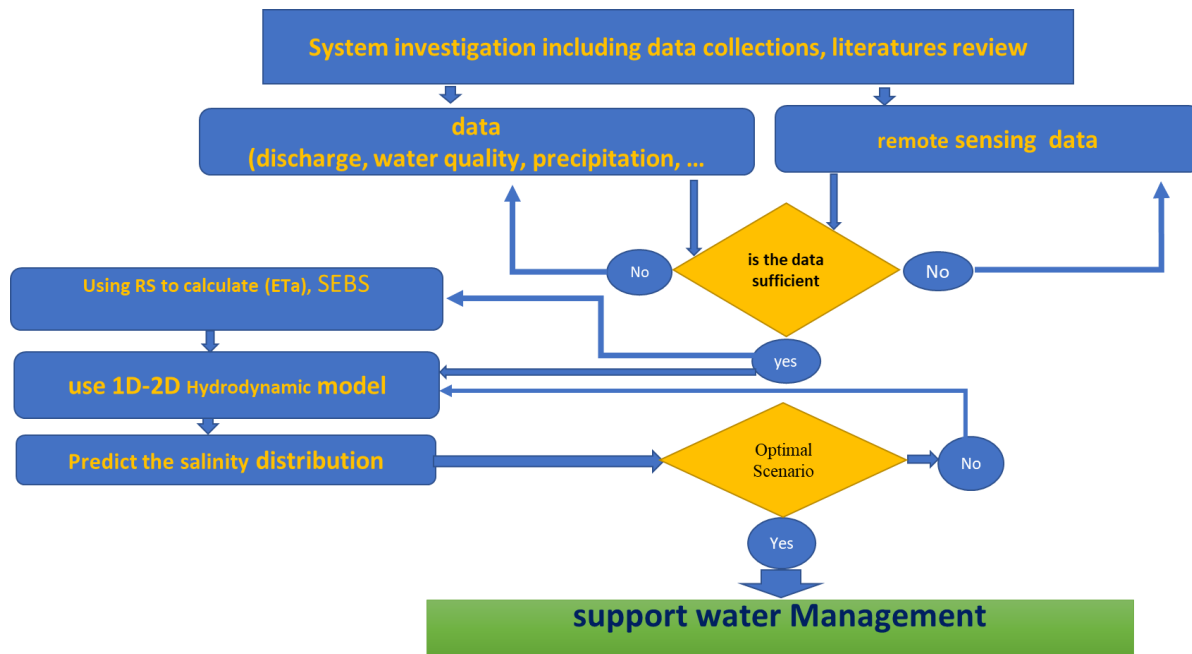 System investigation including data collections, literatures review
data
(discharge, water quality, precipitation, ...
remote sensing data
is the data
sufficient
No
No
Using RS to calculate (ETa), SEBS
yes
use 1D-2D Hydrodynamic model
Predict the salinity distribution
Optimal
Scenario
No
Yes
support water Management